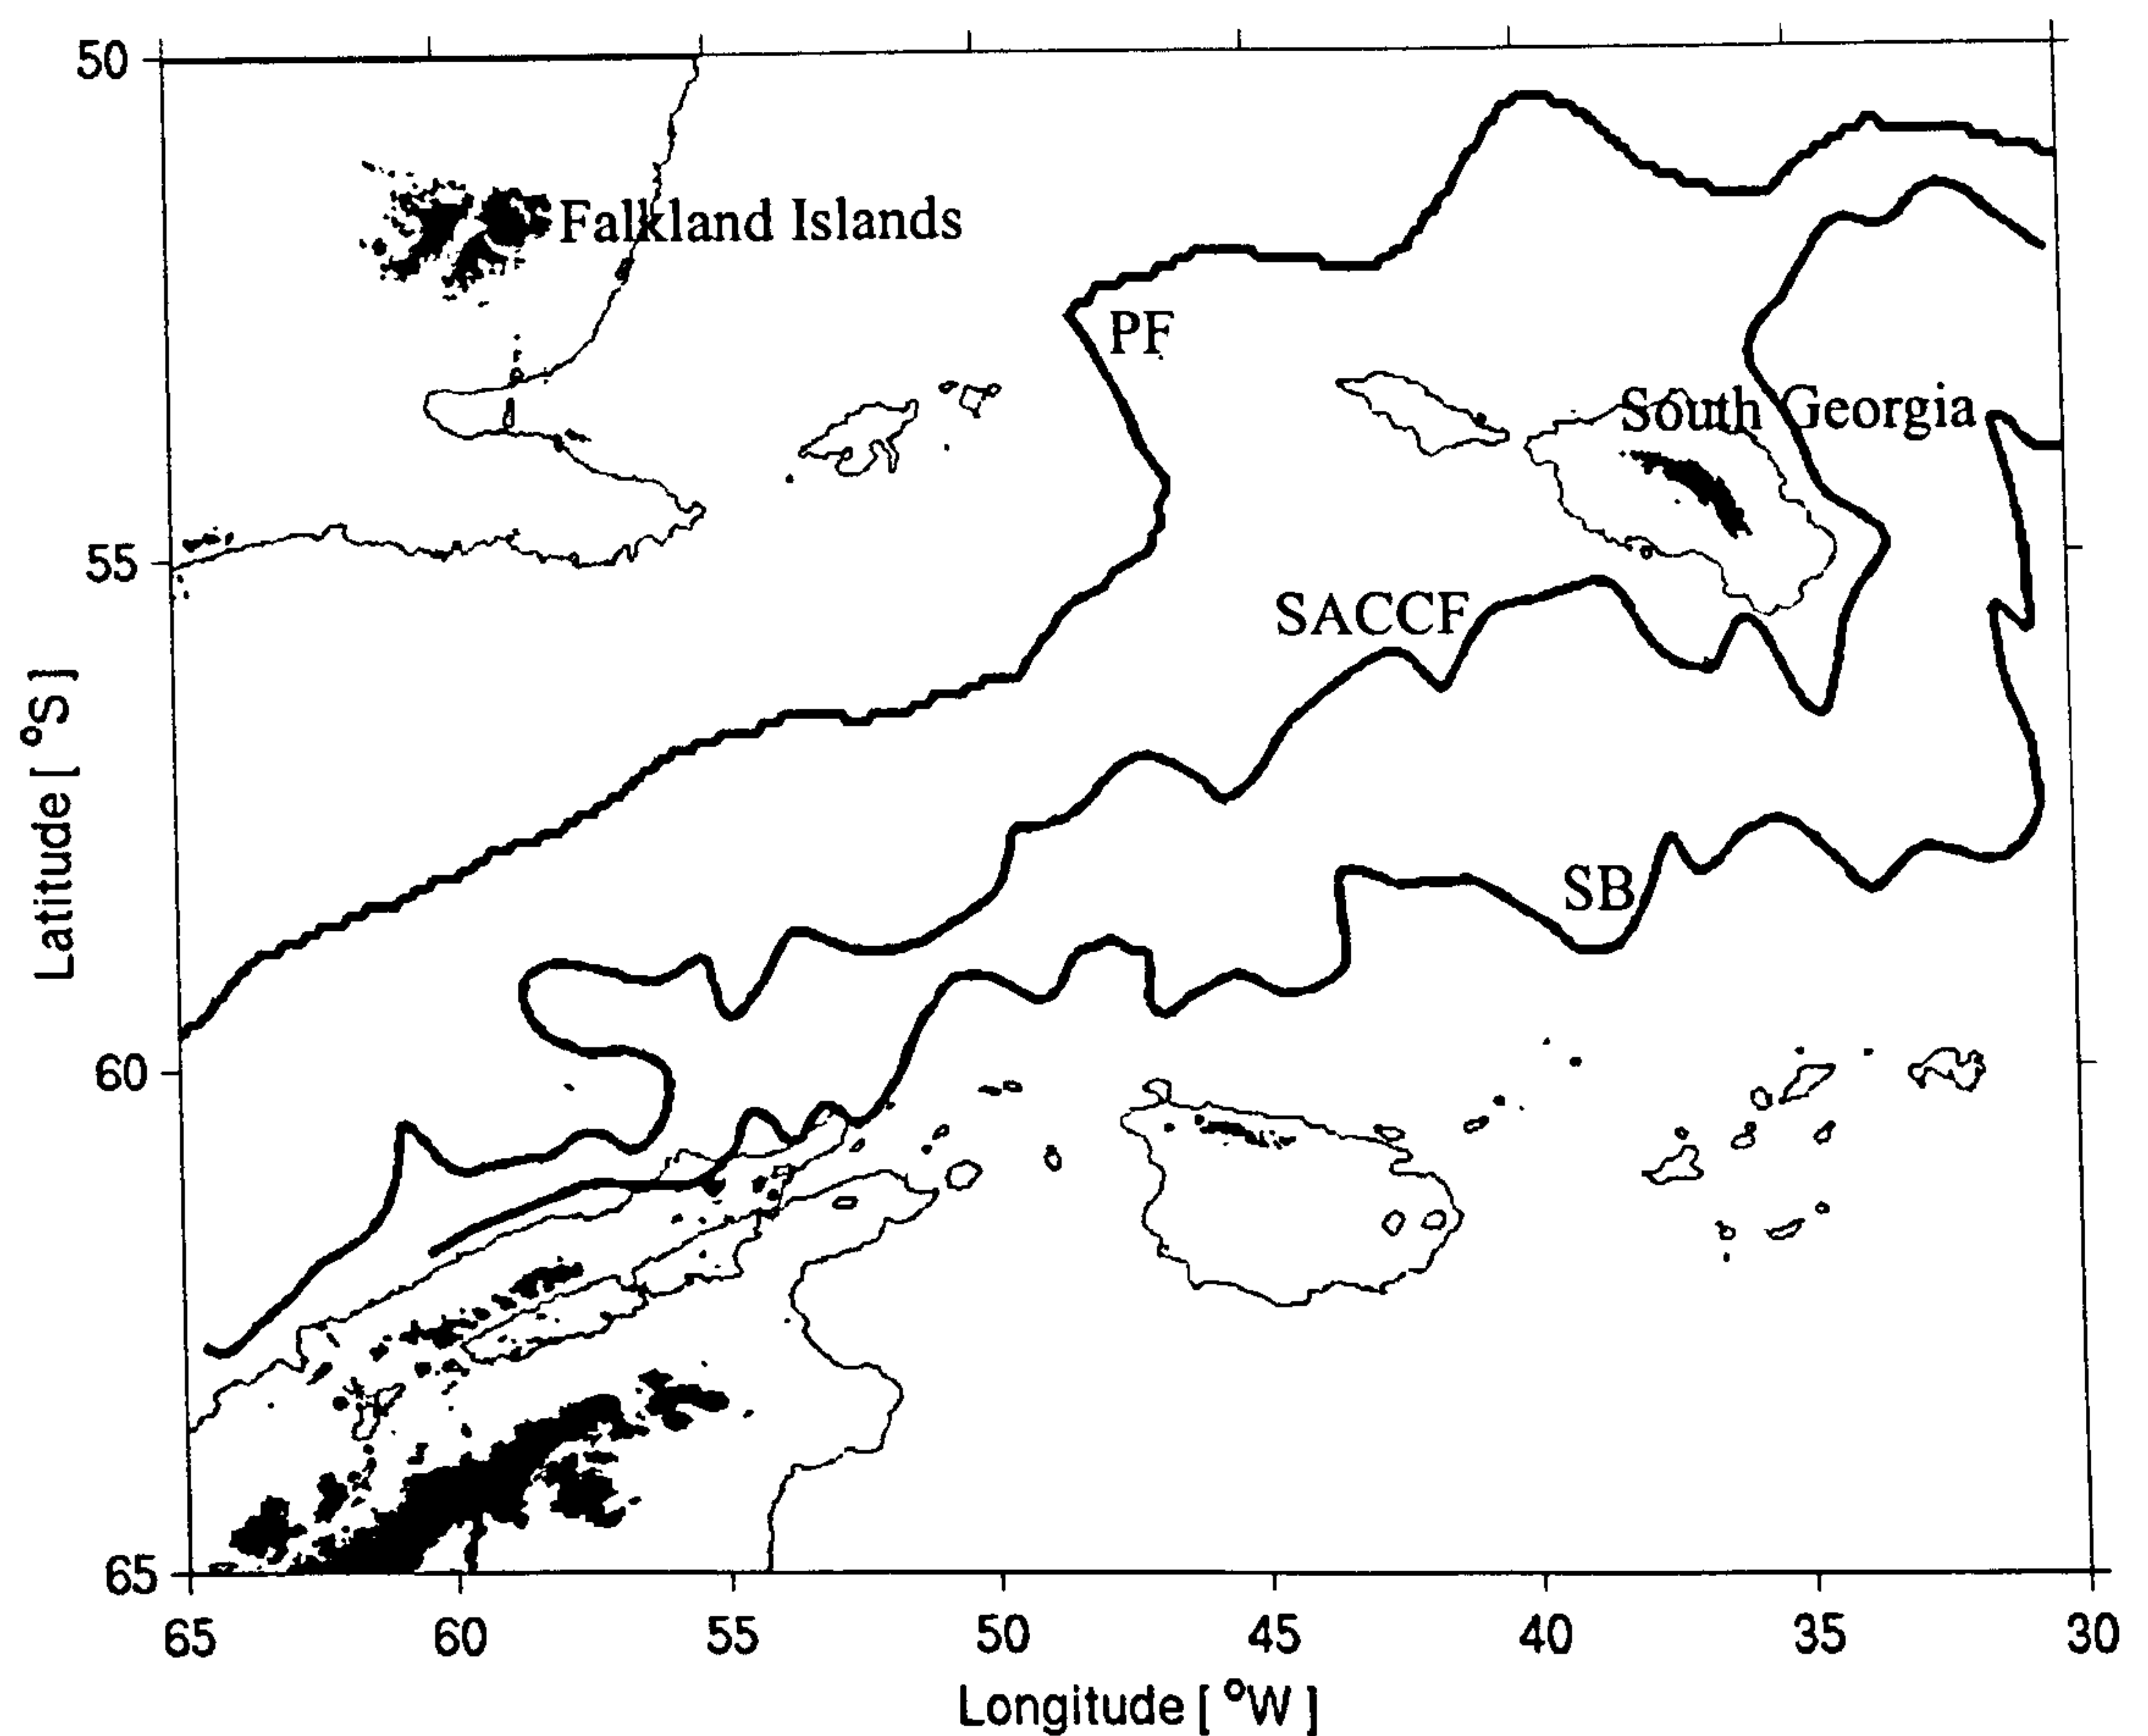 50
Falkland Islands
PF
South Georgia
55
SACCF
Latitude [ °S]
SB
60
65
65 60 55 50 45 40 35 30
Longitude [ °W ]